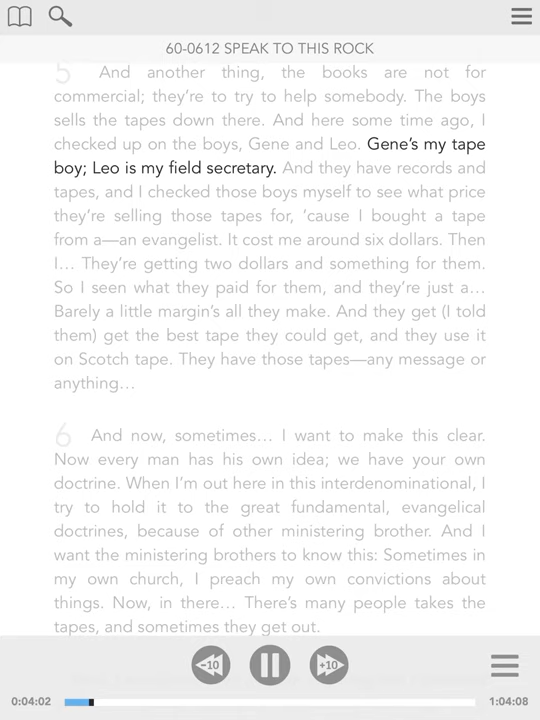 60-0612 SPEAK TO THIS ROCK
5 And another thing, the books are not for
commercial; they're to try to help somebody. The boys
sells the tapes down there. And here some time ago, I
checked up on the boys, Gene and Leo. Gene's my tape
boy; Leo is my field secretary. And they have records and
tapes, and I checked those boys myself to see what price
they're selling those tapes for, 'cause I bought a tape
from a—an evangelist. It cost me around six dollars. Then
I… They're getting two dollars and something for them.
So I seen what they paid for them, and they're just a…
Barely a little margin's all they make. And they get (I told
them) get the best tape they could get, and they use it
on Scotch tape. They have those tapes—any message or
anything…
6 And now, sometimes… I want to make this clear.
Now every man has his own idea; we have your own
doctrine. When I'm out here in this interdenominational, I
try to hold it to the great fundamental, evangelical
doctrines, because of other ministering brother. And I
want the ministering brothers to know this: Sometimes in
my own church, I preach my own convictions about
things. Now, in there… There's many people takes the
tapes, and sometimes they get out.
-10 +10
0:04:02 1:04:08